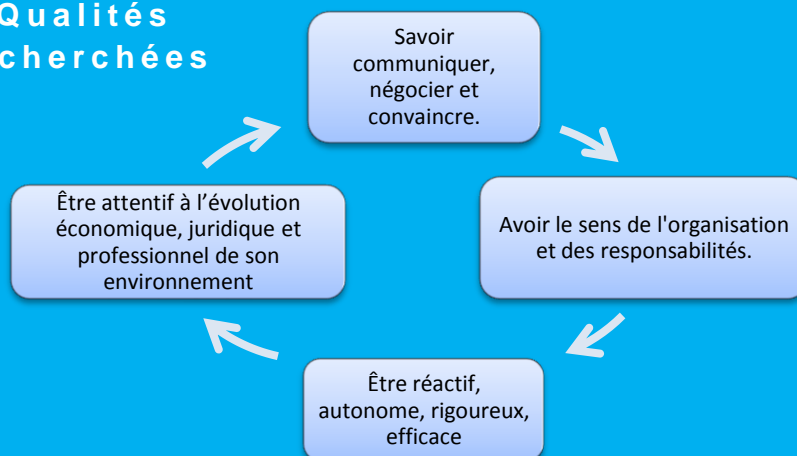 Qualités
cherchées
Savoir
communiquer,
négocier et
convaincre.
Avoir le sens de l'organisation
et des responsabilités.
Être réactif,
autonome, rigoureux,
efficace
Être attentif à l’évolution
économique, juridique et
professionnel de son
environnement